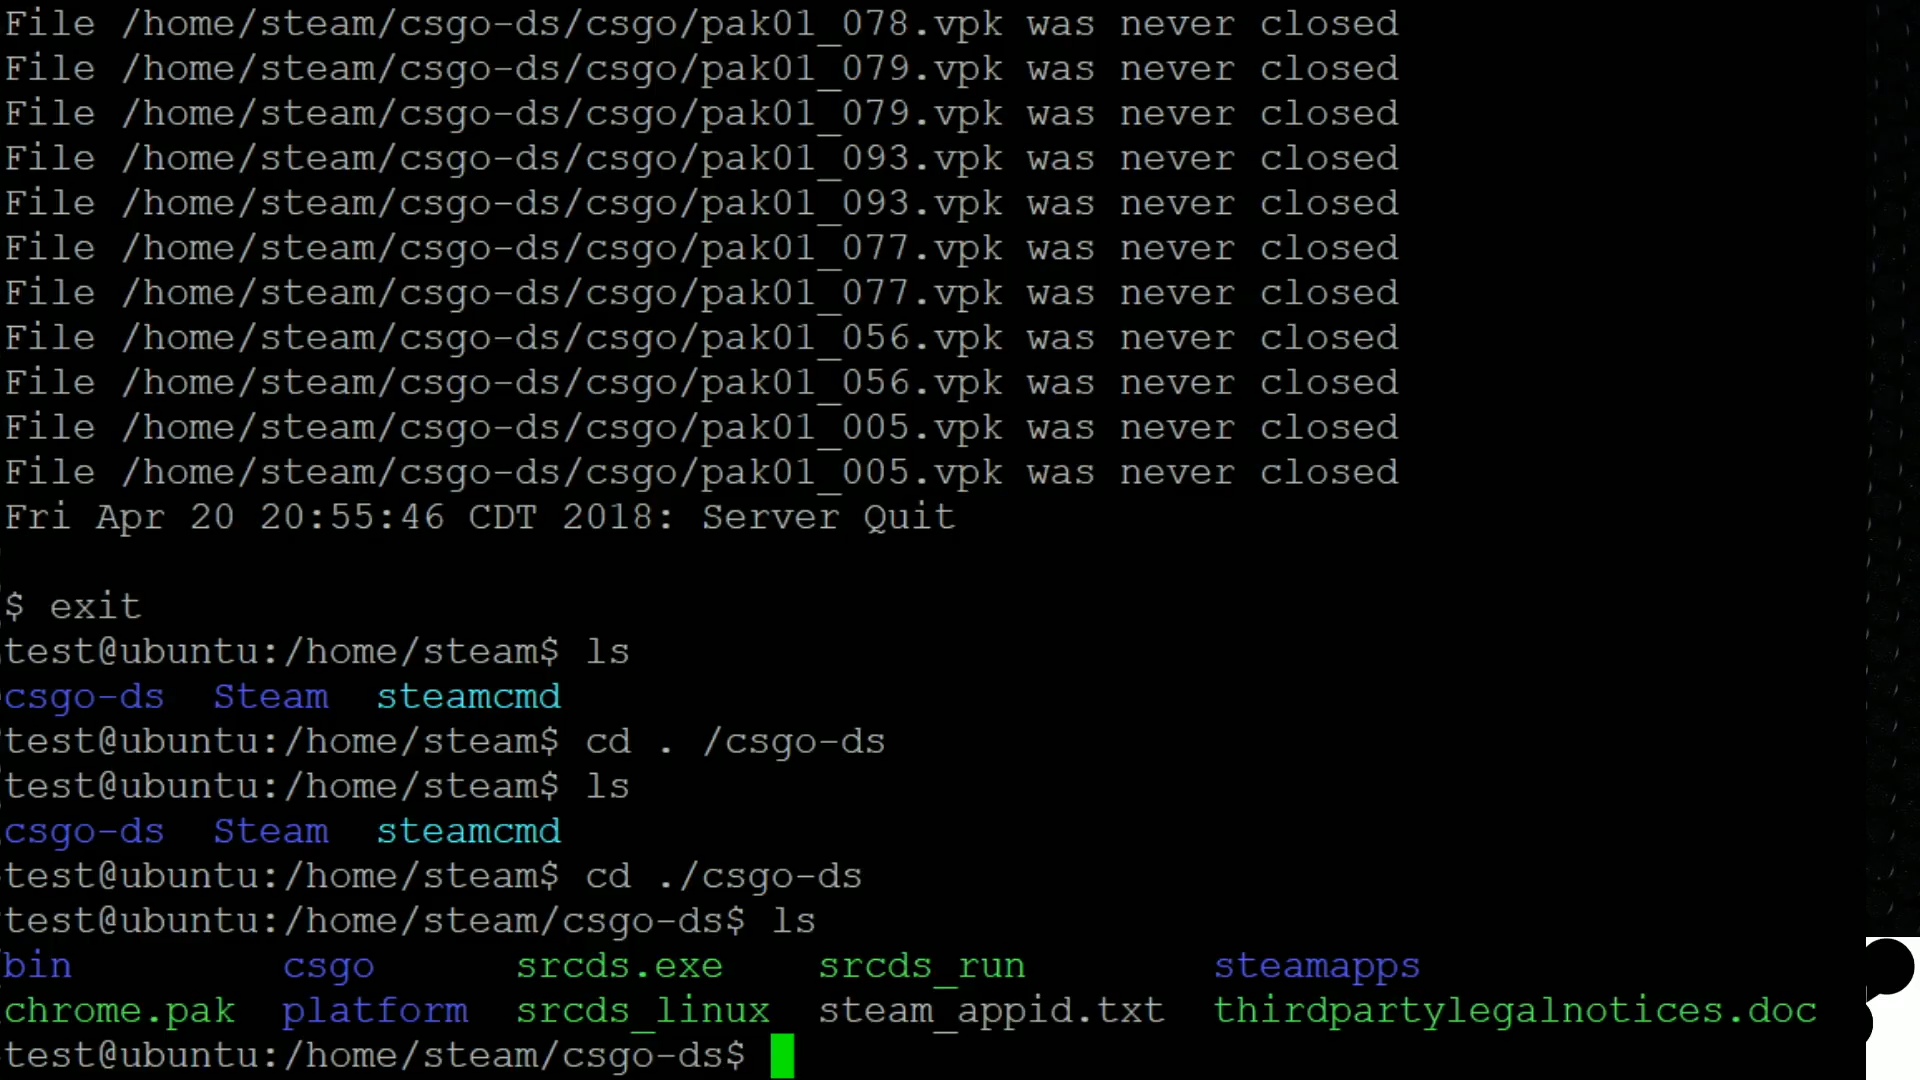 File /home/steam/csgo-ds/csgo/pak01_078.vpk was never closed
File /home/steam/csgo-ds/csgo/pak01_079.vpk was never closed
File /home/steam/csgo-ds/csgo/pak01_079.vpk was never closed
File /home/steam/csgo-ds/csgo/pak01_093.vpk was never closed
File /home/steam/csgo-ds/csgo/pak01_093.vpk was never closed
File /home/steam/csgo-ds/csgo/pak01_077.vpk was never closed
File /home/steam/csgo-ds/csgo/pak01_077.vpk was never closed
File /home/steam/csgo-ds/csgo/pak01_056.vpk was never closed
File /home/steam/csgo-ds/csgo/pak01_056.vpk was never closed
File /home/steam/csgo-ds/csgo/pak01_005.vpk was never closed
File /home/steam/csgo-ds/csgo/pak01_005.vpk was never closed
Fri Apr 20 20:55:46 CDT 2018: Server Quit
$ exit
test@ubuntu:/home/steam$ ls
csgo-ds  Steam  steamcmd
test@ubuntu:/home/steam$ cd . /csgo-ds
test@ubuntu:/home/steam$ ls
csgo-ds  Steam  steamcmd
test@ubuntu:/home/steam$ cd ./csgo-ds
test@ubuntu:/home/steam/csgo-ds$ ls
bin         csgo      srcds.exe    srcds_run        steamapps
chrome.pak  platform  srcds_linux  steam_appid.txt  thirdpartylegalnotices.doc
test@ubuntu:/home/steam/csgo-ds$